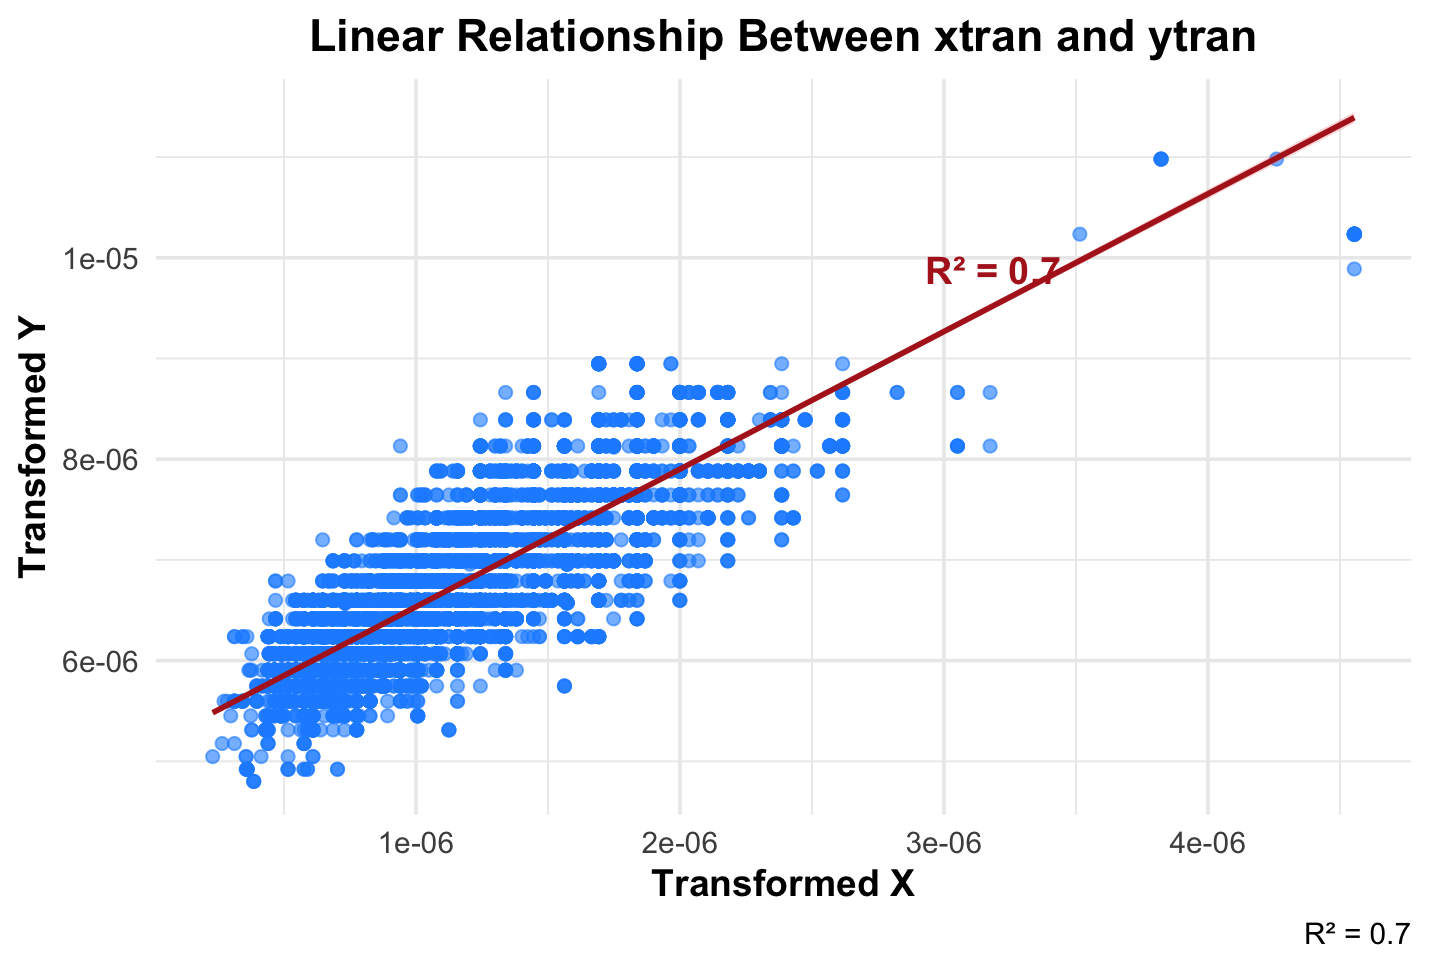 Linear Relationship Between xtran and ytran
Transformed Y
1e-05
8e-06
6e-06
R² = 0.7
1e-06 2e-06 3e-06 4e-06
Transformed X
R² = 0.7